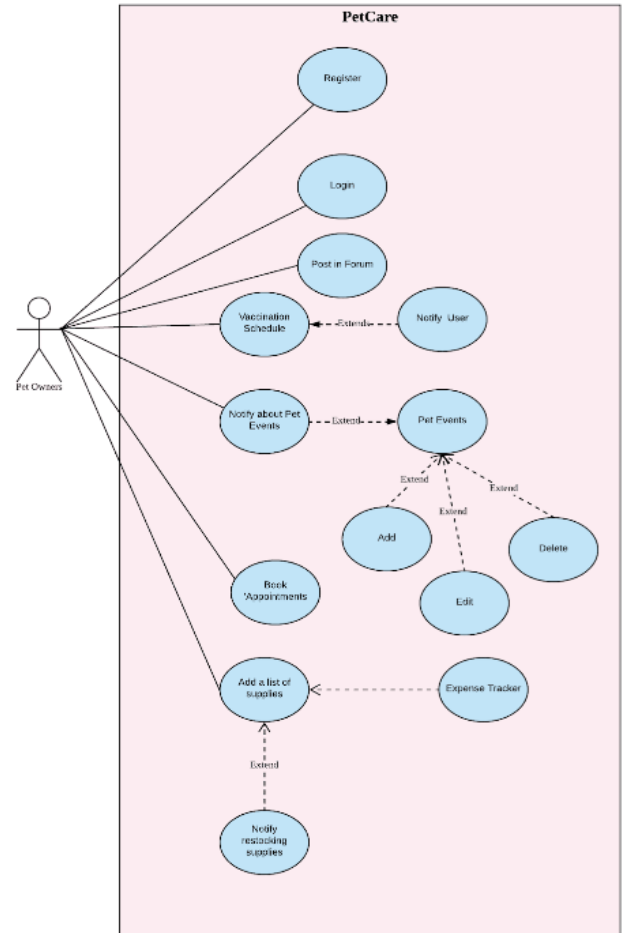 PetCare
Register
Login
Post in Forum
Vaccination
Schedule
Extends
Notify User
Pet Owners
Notify about Pet
Events
Extend
Pet Events
Extend
Extend
Extend
Add
Delete
Edit
Book
'Appointments
Add a list of
supplies
Expense Tracker
Extend
Notify
restocking
supplies